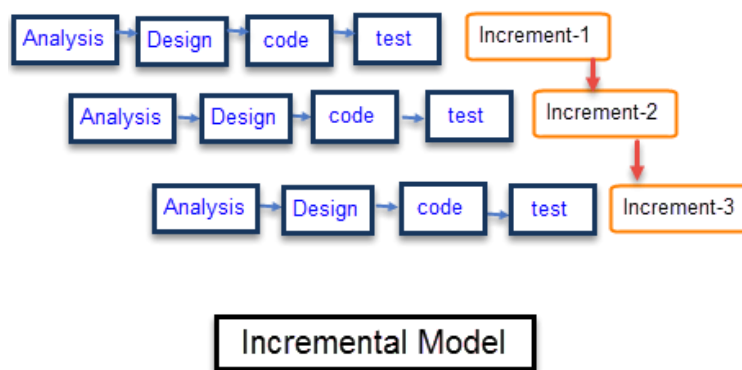 Analysis Design code test Increment-1
Analysis Design code test Increment-2
Analysis Design code test Increment-3
Incremental Model